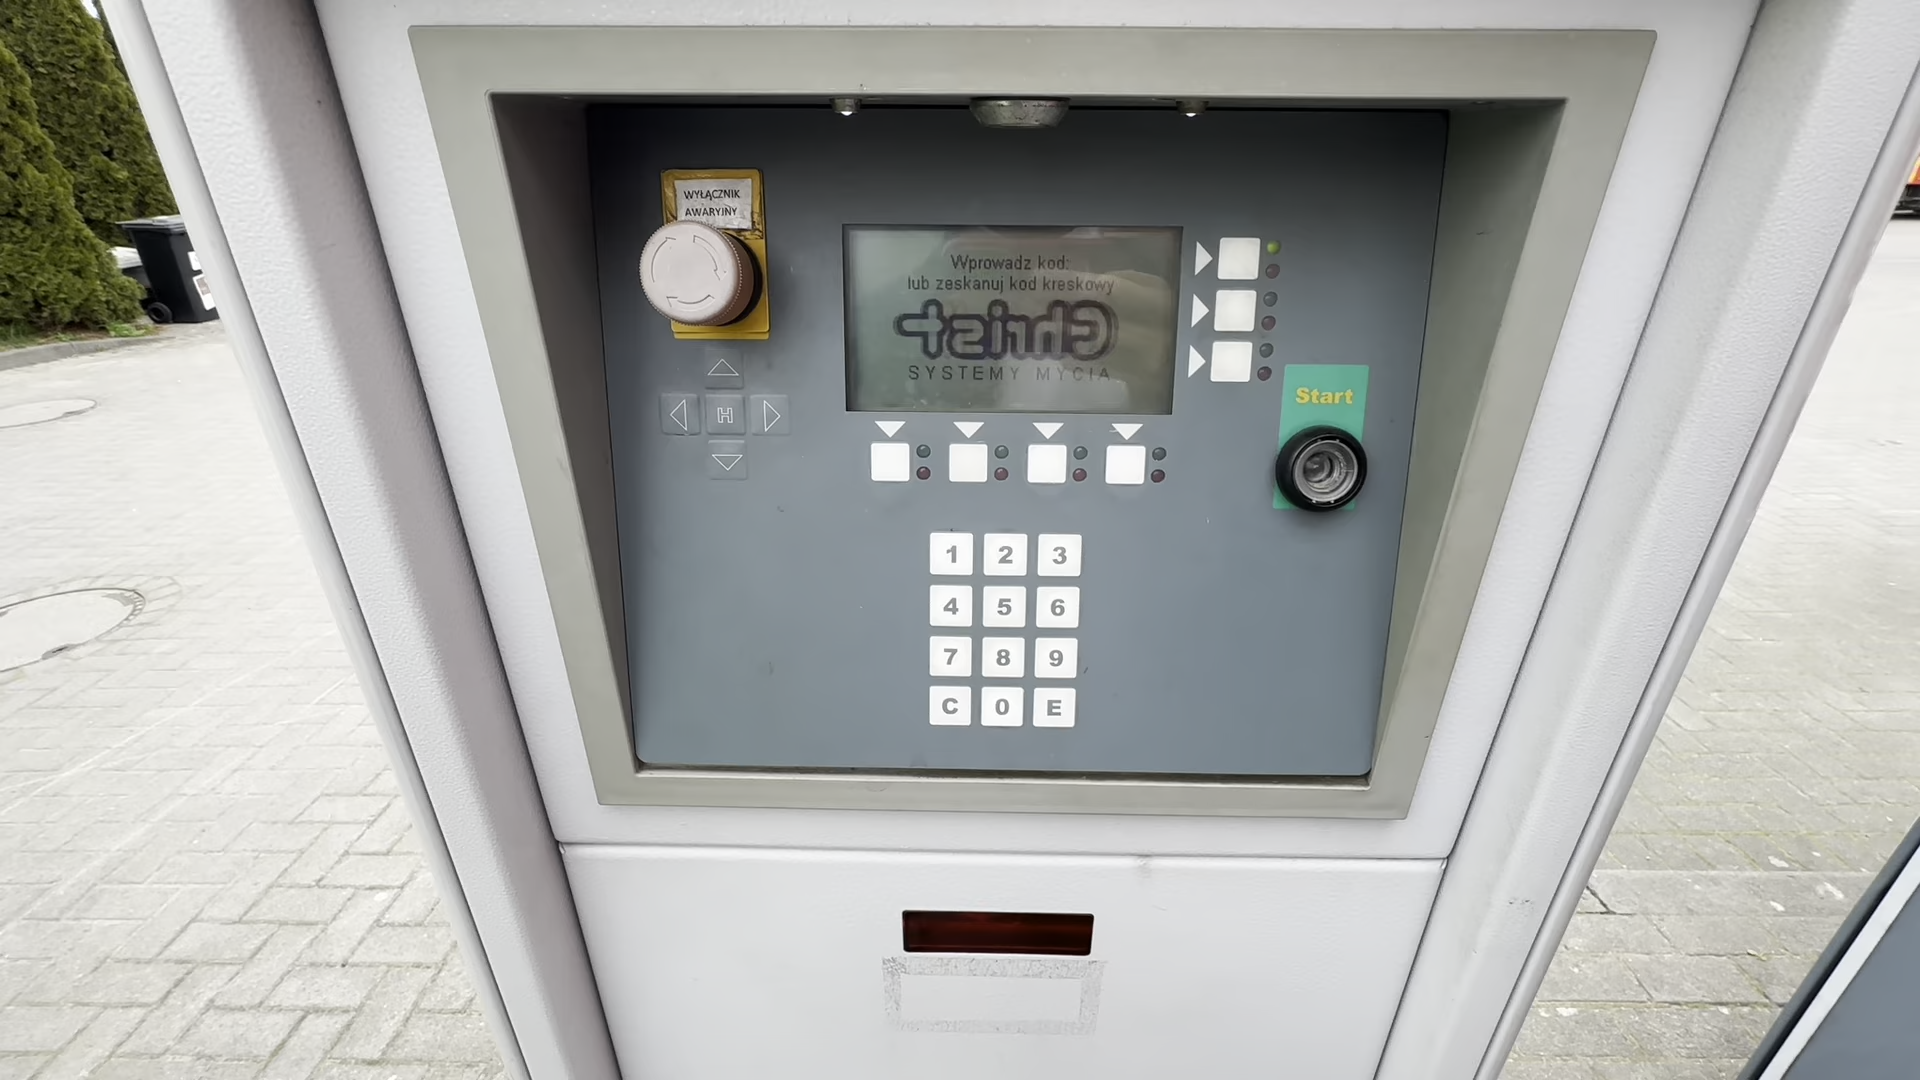 WYŁĄCZNIK
AWARYJNY
Wprowadz kod:
lub zeskanuj kod kreskowy
Christ
SYSTEMY MYCIA
Start
H
1 2 3
4 5 6
7 8 9
C 0 E